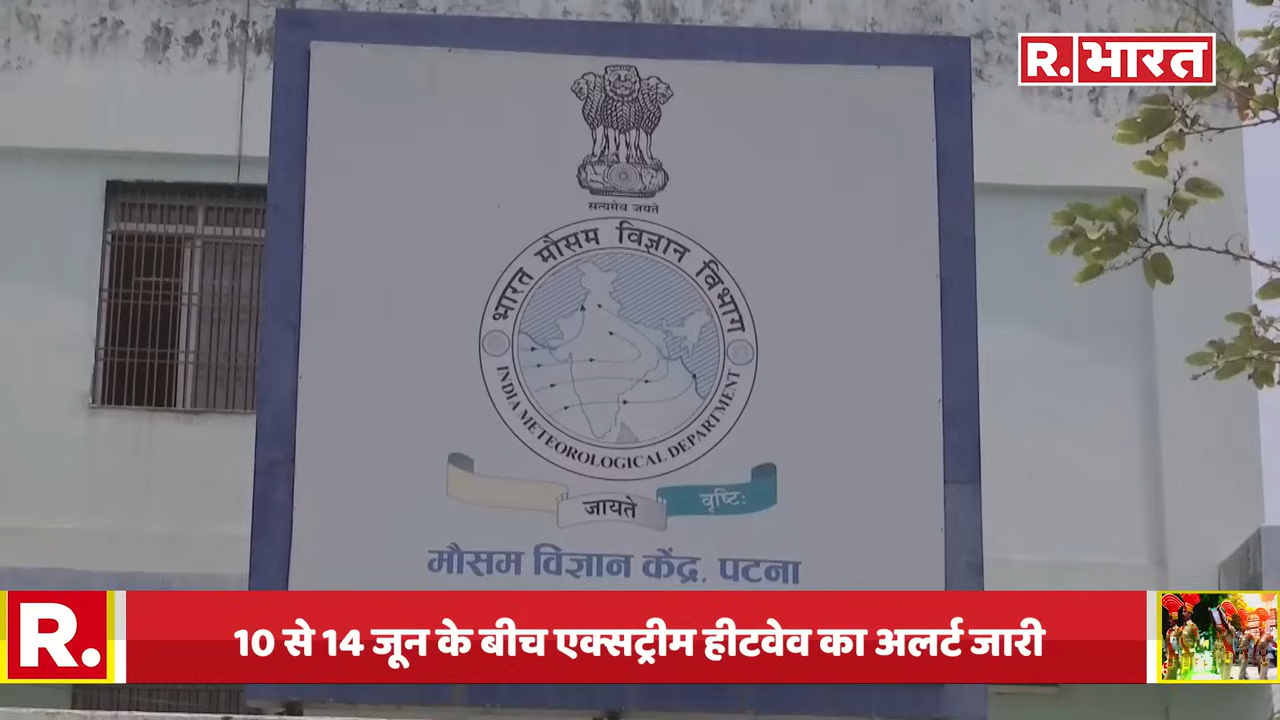 R. भारत
सत्यमेव जयते
भारत मौसम विज्ञान विभाग
INDIA METEOROLOGICAL DEPARTMENT
जायते
वृष्टिः
मौसम विज्ञान केंद्र, पटना
R.
10 से 14 जून के बीच एक्सट्रीम हीटवेव का अलर्ट जारी